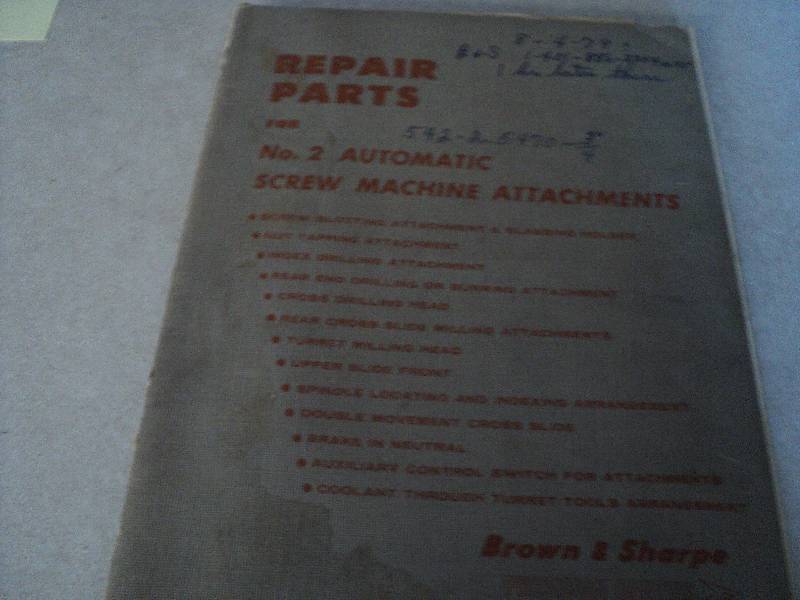 REPAIR
PARTS
FOR
No. 2 AUTOMATIC
SCREW MACHINE ATTACHMENTS
• SCREW SLOTTING ATTACHMENT & BURRING
• NUT TAPPING ATTACHMENT
• INDEX DRILLING ATTACHMENT
• REAR END DRILLING OR BURRING ATTACHMENT
• CROSS DRILLING HEAD
• REAR CROSS SLIDE MILLING ATTACHMENTS
• TURRET MILLING HEAD
• UPPER SLIDE FRONT
• SPINDLE LOCATING AND INDEXING ARRANGEMENT
• DOUBLE MOVEMENT CROSS SLIDE
• BRAKE IN NEUTRAL
• AUXILIARY CONTROL SWITCH FOR ATTACHMENTS
• COOLANT THROUGH TURRET TOOLS ARRANGEMENT
Brown & Sharpe